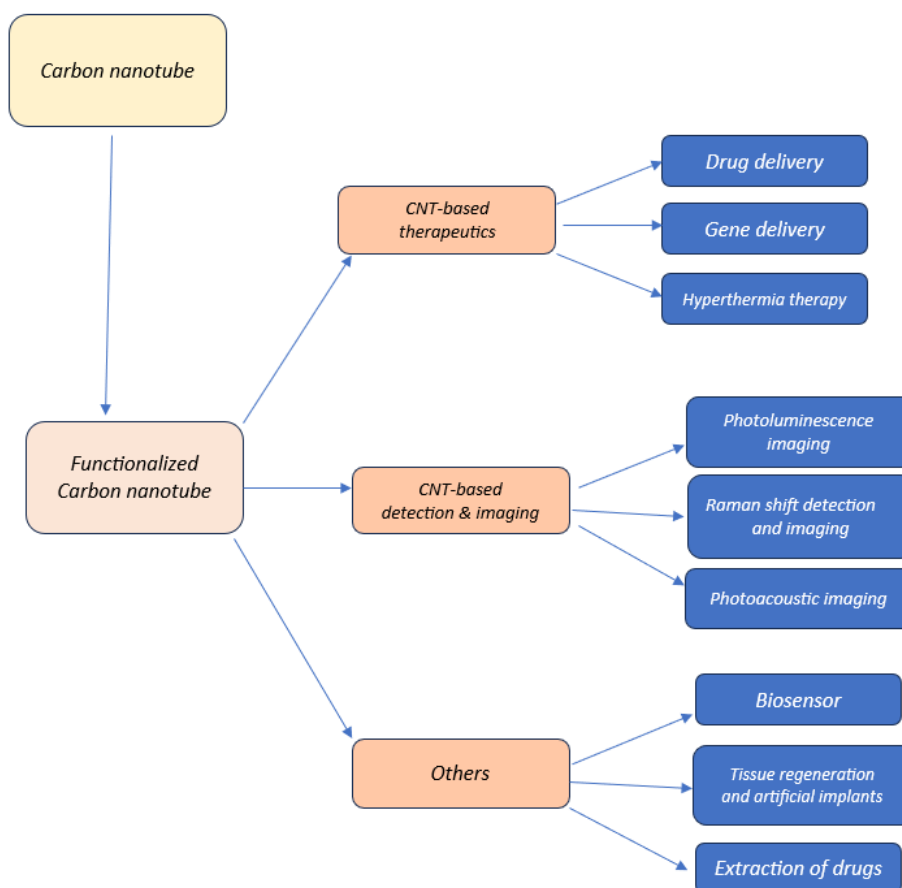 Carbon nanotube
Functionalized
Carbon nanotube
CNT-based
therapeutics
Drug delivery
Gene delivery
Hyperthermia therapy
CNT-based
detection & imaging
Photoluminescence
imaging
Raman shift detection
and imaging
Photoacoustic imaging
Others
Biosensor
Tissue regeneration
and artificial implants
Extraction of drugs